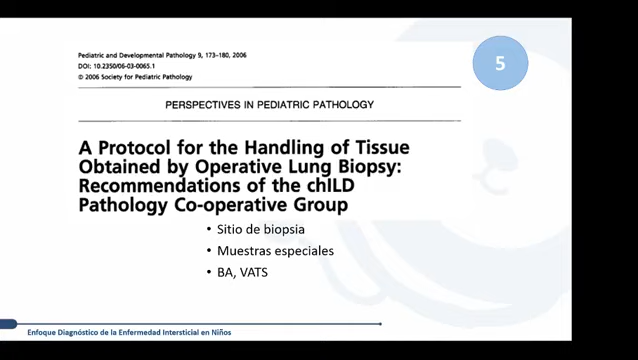 Pediatric and Developmental Pathology 9, 173–180, 2006
DOI: 10.2350/06-03-0065.1
© 2006 Society for Pediatric Pathology
5
PERSPECTIVES IN PEDIATRIC PATHOLOGY
A Protocol for the Handling of Tissue
Obtained by Operative Lung Biopsy:
Recommendations of the chILD
Pathology Co-operative Group
• Sitio de biopsia
• Muestras especiales
• BA, VATS
Enfoque Diagnóstico de la Enfermedad Intersticial en Niños